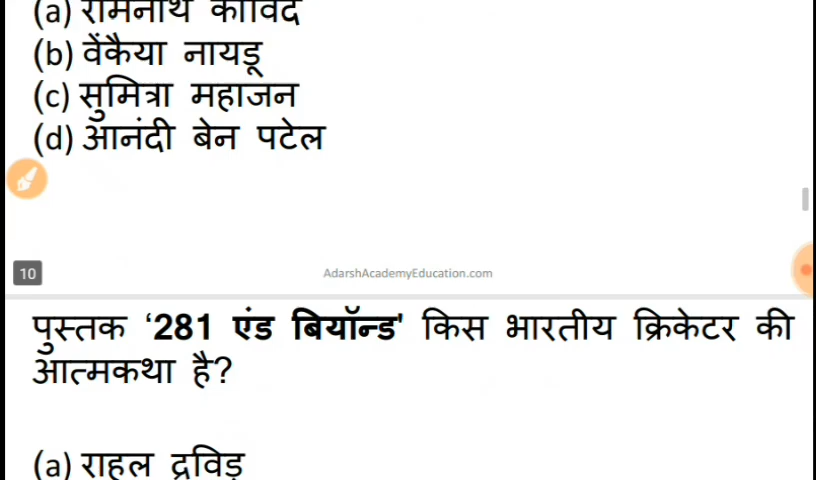 (a) रामनाथ कोविंद
(b) वेंकैया नायडू
(c) सुमित्रा महाजन
(d) आनंदी बेन पटेल
10
AdarshAcademyEducation.com
पुस्तक ‘281 एंड बियॉन्ड' किस भारतीय क्रिकेटर की
आत्मकथा है?
(a) राहुल द्रविड़